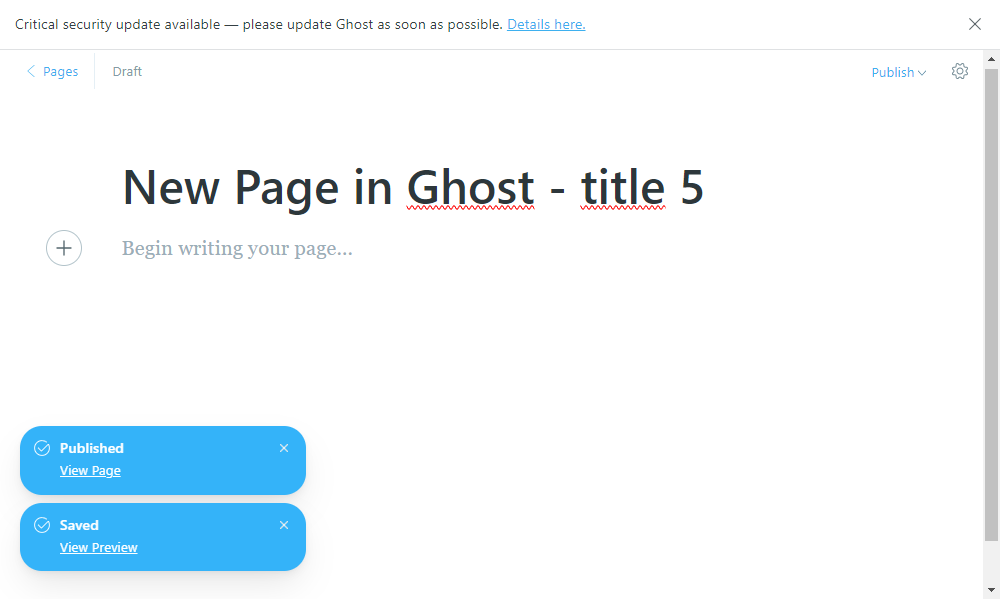 Critical security update available — please update Ghost as soon as possible. Details here.
Pages
Draft
Publish
New Page in Ghost - title 5
Begin writing your page...
Published
View Page
Saved
View Preview